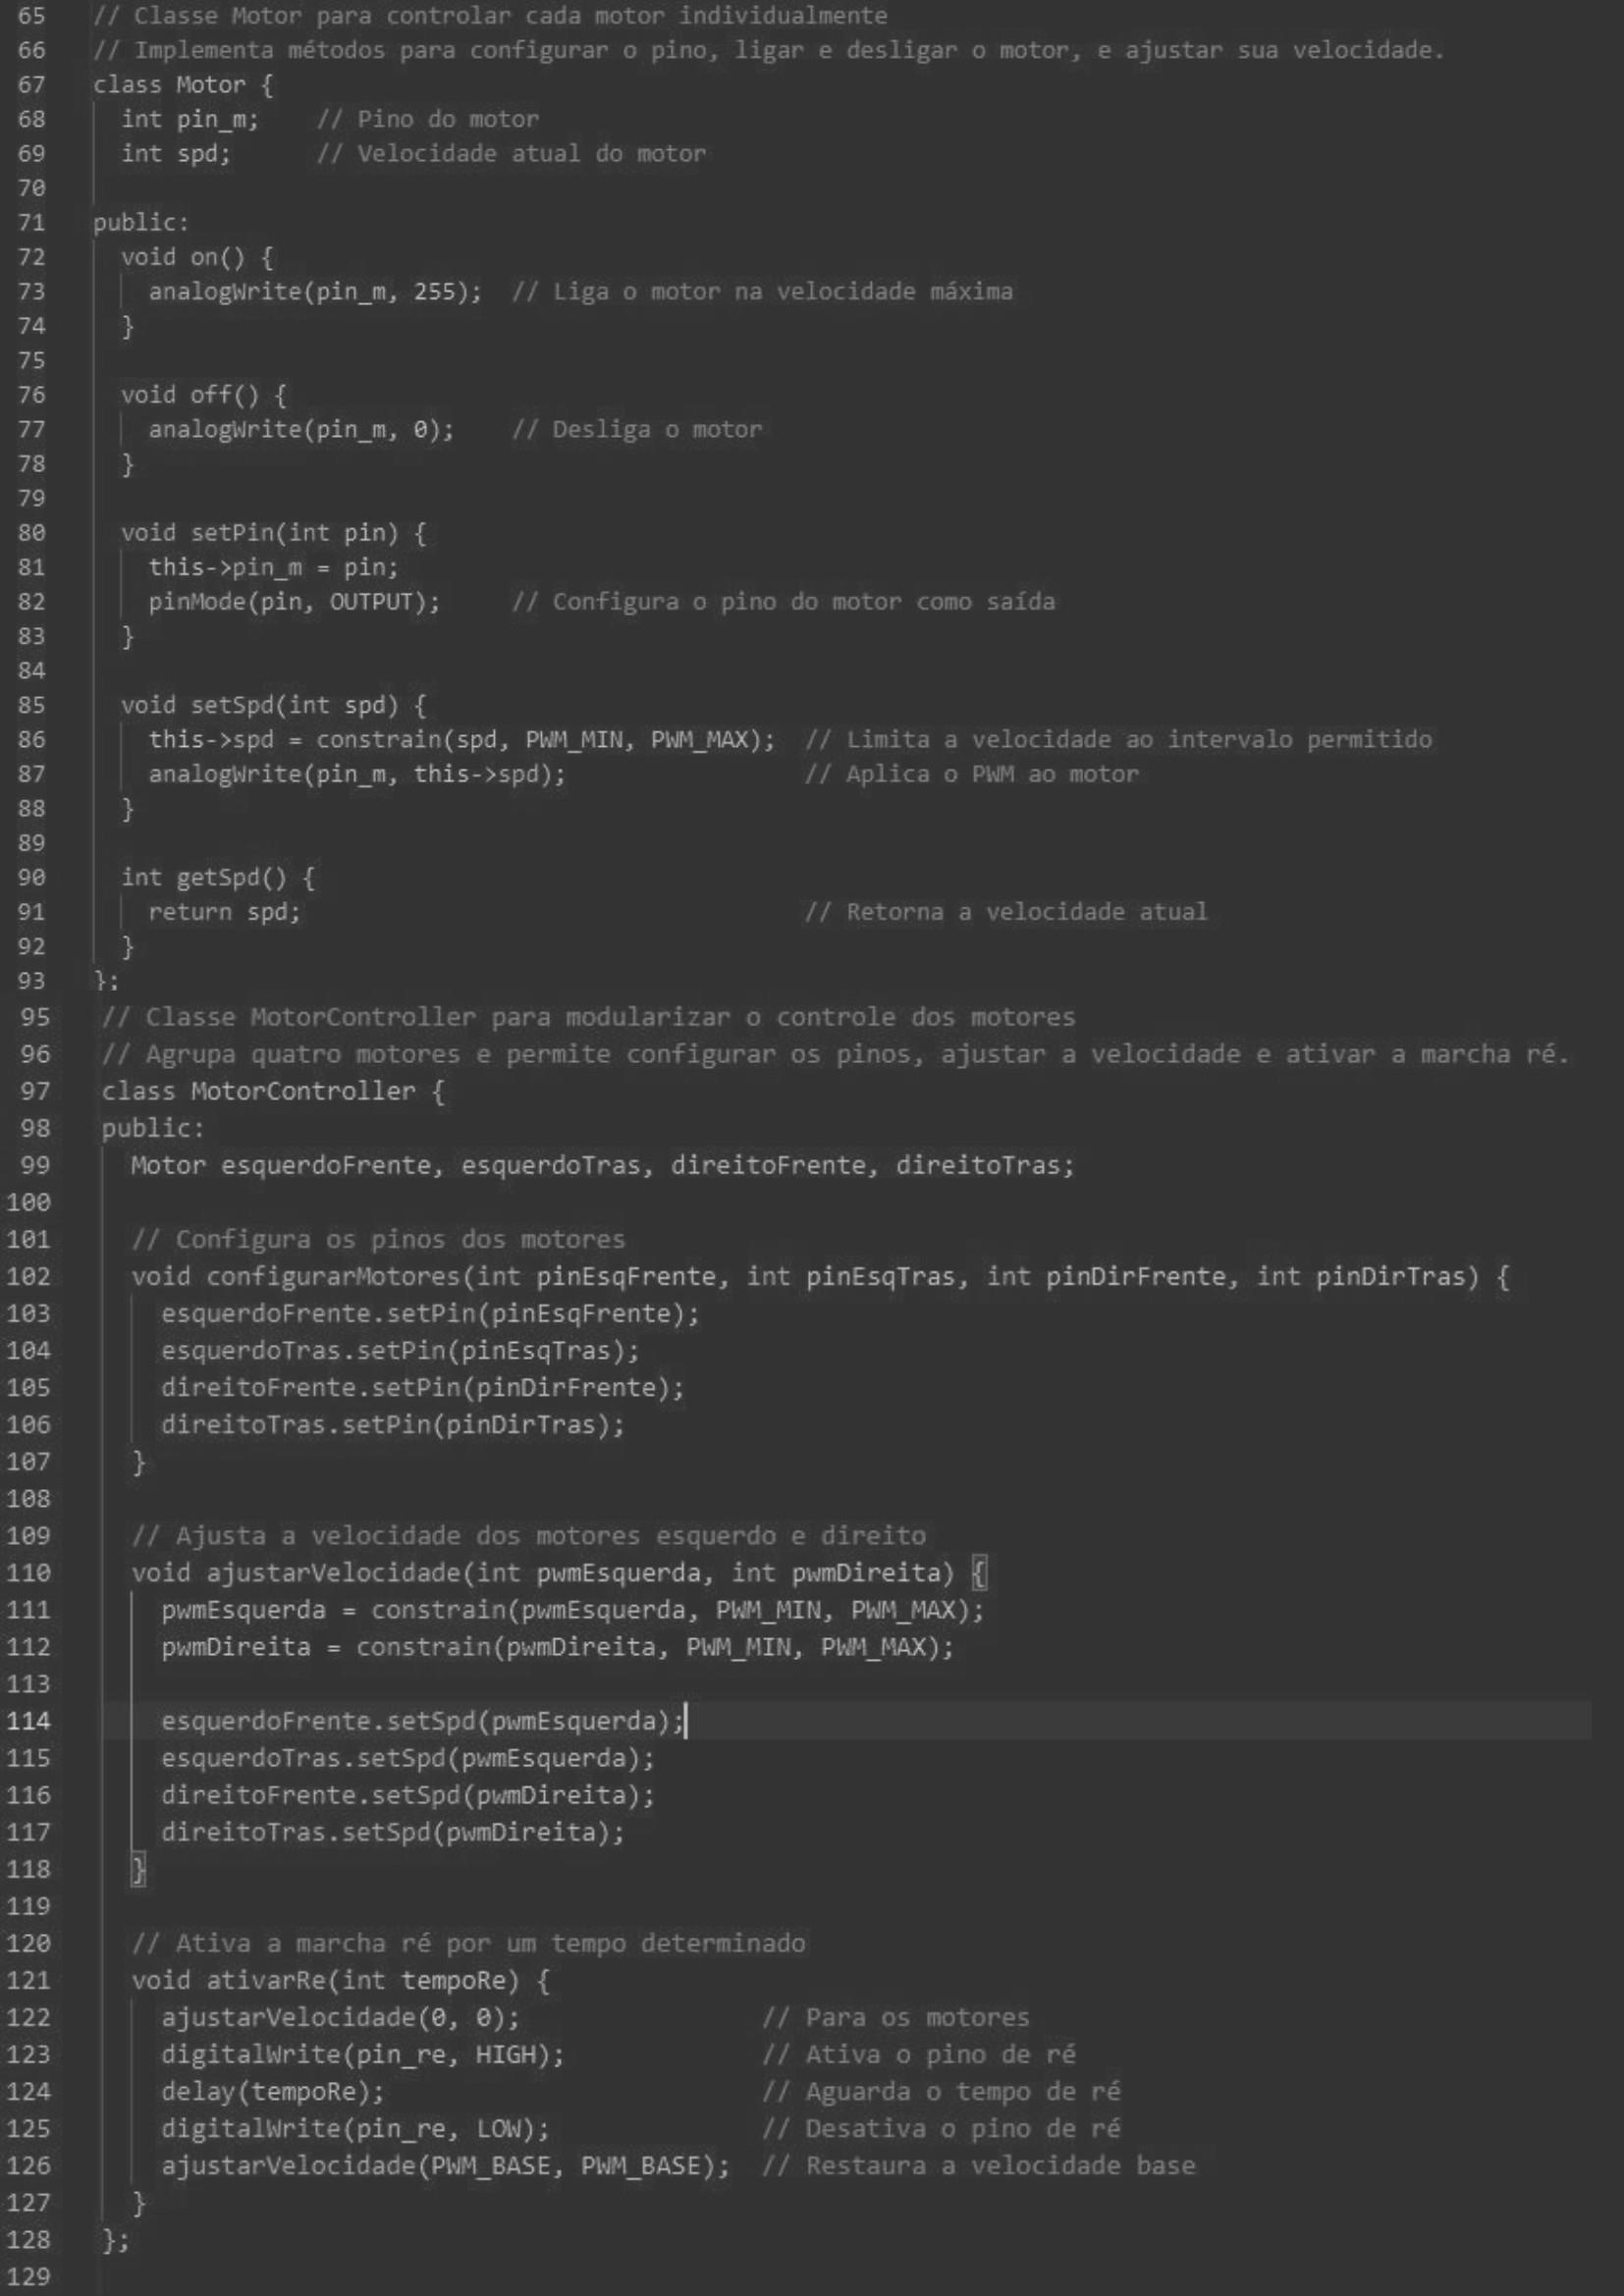 65 // Classe Motor para controlar cada motor individualmente
66 // Implementa métodos para configurar o pino, ligar e desligar o motor, e ajustar sua velocidade.
67 class Motor {
68 int pin_m; // Pino do motor
69 int spd; // Velocidade atual do motor
70
71 public:
72 void on() {
73 analogWrite(pin_m, 255); // Liga o motor na velocidade máxima
74 }
75
76 void off() {
77 analogWrite(pin_m, 0); // Desliga o motor
78 }
79
80 void setPin(int pin) {
81 this->pin_m = pin;
82 pinMode(pin, OUTPUT); // Configura o pino do motor como saída
83 }
84
85 void setSpd(int spd) {
86 this->spd = constrain(spd, PWM_MIN, PWM_MAX); // Limita a velocidade ao intervalo permitido
87 analogWrite(pin_m, this->spd); // Aplica o PWM ao motor
88 }
89
90 int getSpd() {
91 return spd; // Retorna a velocidade atual
92 }
93 };
95 // Classe MotorController para modularizar o controle dos motores
96 // Agrupa quatro motores e permite configurar os pinos, ajustar a velocidade e ativar a marcha ré.
97 class MotorController {
98 public:
99 Motor esquerdoFrente, esquerdoTras, direitoFrente, direitoTras;
100
101 // Configura os pinos dos motores
102 void configurarMotores(int pinEsqFrente, int pinEsqTras, int pinDirFrente, int pinDirTras) {
103 esquerdoFrente.setPin(pinEsqFrente);
104 esquerdoTras.setPin(pinEsqTras);
105 direitoFrente.setPin(pinDirFrente);
106 direitoTras.setPin(pinDirTras);
107 }
108
109 // Ajusta a velocidade dos motores esquerdo e direito
110 void ajustarVelocidade(int pwmEsquerda, int pwmDireita) {
111 pwmEsquerda = constrain(pwmEsquerda, PWM_MIN, PWM_MAX);
112 pwmDireita = constrain(pwmDireita, PWM_MIN, PWM_MAX);
113
114 esquerdoFrente.setSpd(pwmEsquerda);
115 esquerdoTras.setSpd(pwmEsquerda);
116 direitoFrente.setSpd(pwmDireita);
117 direitoTras.setSpd(pwmDireita);
118 }
119
120 // Ativa a marcha ré por um tempo determinado
121 void ativarRe(int tempoRe) {
122 ajustarVelocidade(0, 0); // Para os motores
123 digitalWrite(pin_re, HIGH); // Ativa o pino de ré
124 delay(tempoRe); // Aguarda o tempo de ré
125 digitalWrite(pin_re, LOW); // Desativa o pino de ré
126 ajustarVelocidade(PWM_BASE, PWM_BASE); // Restaura a velocidade base
127 }
128 };
129